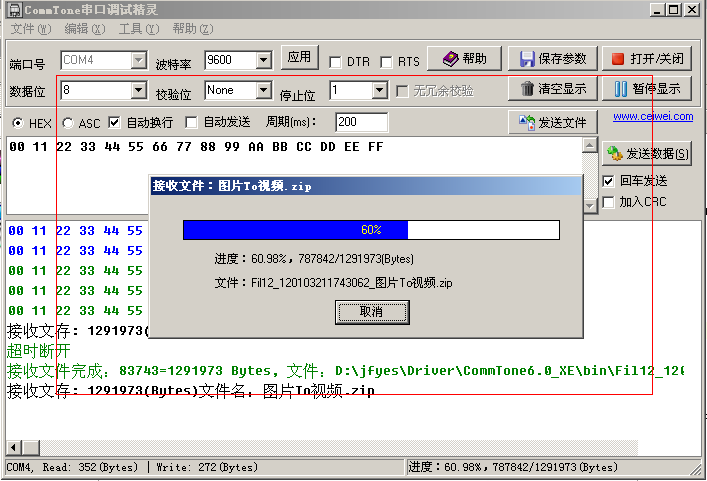 CommTone串口调试精灵
文件(W) 编辑(X) 工具(Y) 帮助(Z)
端口号 COM4 波特率 9600 应用 DTR RTS 帮助 保存参数 打开/关闭
数据位 8 校验位 None 停止位 1 无冗余校验 清空显示 暂停显示
HEX ASC 自动换行 自动发送 周期(ms): 200 发送文件 www.ceiwei.com
00 11 22 33 44 55 66 77 88 99 AA BB CC DD EE FF
发送数据(S)
回车发送
加入CRC
接收文件：图片To视频.zip
60%
进度：60.98%，787842/1291973(Bytes)
文件：Fil12_120103211743062_图片To视频.zip
取消
00 11 22 33 44 55
00 11 22 33 44 55
00 11 22 33 44 55
00 11 22 33 44 55
00 11 22 33 44 55
接收文存: 1291973(
超时断开
接收文件完成: 83743=1291973 Bytes, 文件: D:\jfyes\Driver\CommTone6.0_XE\bin\Fil12_120
接收文存: 1291973(Bytes)文件名: 图片To视频.zip
COM4, Read: 352(Bytes) | Write: 272(Bytes) 进度：60.98%，787842/1291973(Bytes)